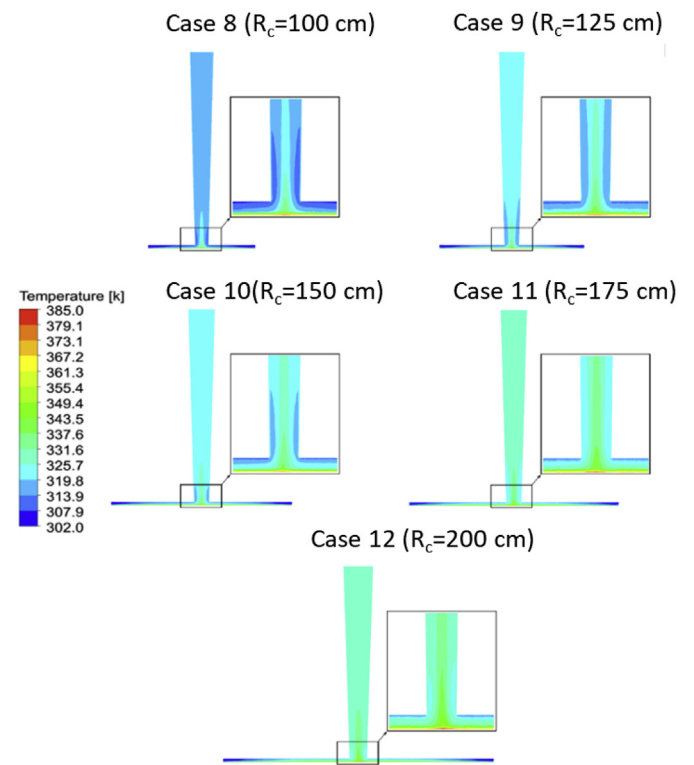 Case 8 (Rc=100 cm)
Case 9 (Rc=125 cm)
Case 10(Rc=150 cm)
Case 11 (Rc=175 cm)
Temperature [k]
385.0
379.1
373.1
367.2
361.3
355.4
349.4
343.5
337.6
331.6
325.7
319.8
313.9
307.9
302.0
Case 12 (Rc=200 cm)